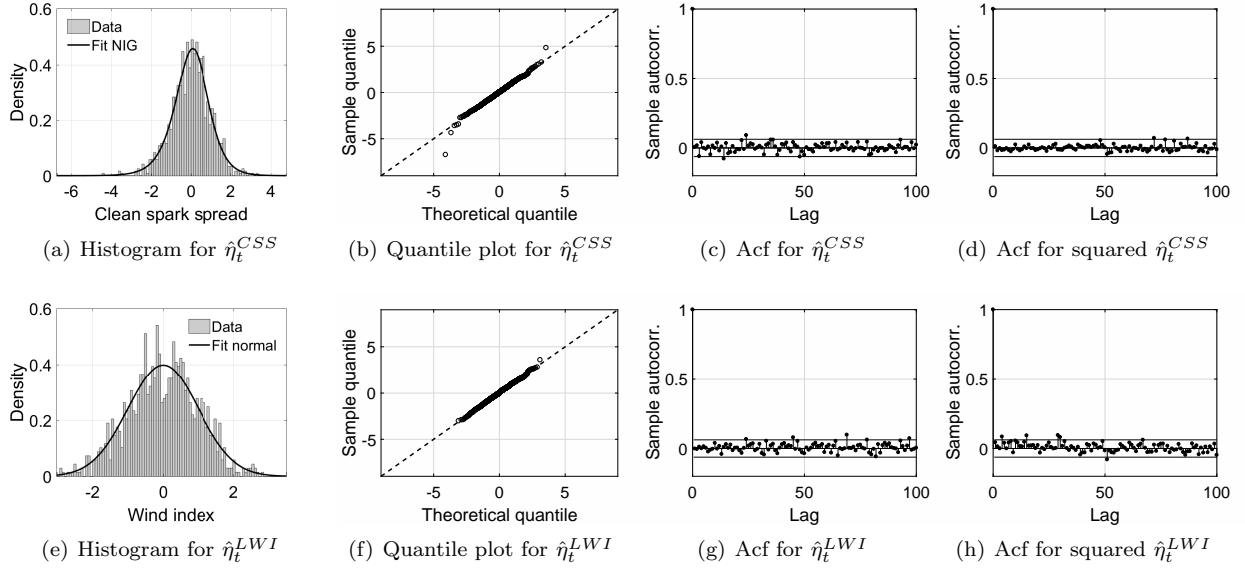 0.6
0.4
0.2
0
Density
Data
Fit NIG
-6 -4 -2 0 2 4
Clean spark spread
(a) Histogram for $\hat{\eta}_t^{CSS}$
5
0
-5
Sample quantile
-5 0 5
Theoretical quantile
(b) Quantile plot for $\hat{\eta}_t^{CSS}$
1
0.5
0
Sample autocorr.
0 50 100
Lag
(c) Acf for $\hat{\eta}_t^{CSS}$
1
0.5
0
Sample autocorr.
0 50 100
Lag
(d) Acf for squared $\hat{\eta}_t^{CSS}$
0.6
0.4
0.2
0
Density
Data
Fit normal
-2 0 2
Wind index
(e) Histogram for $\hat{\eta}_t^{LWI}$
5
0
-5
Sample quantile
-5 0 5
Theoretical quantile
(f) Quantile plot for $\hat{\eta}_t^{LWI}$
1
0.5
0
Sample autocorr.
0 50 100
Lag
(g) Acf for $\hat{\eta}_t^{LWI}$
1
0.5
0
Sample autocorr.
0 50 100
Lag
(h) Acf for squared $\hat{\eta}_t^{LWI}$